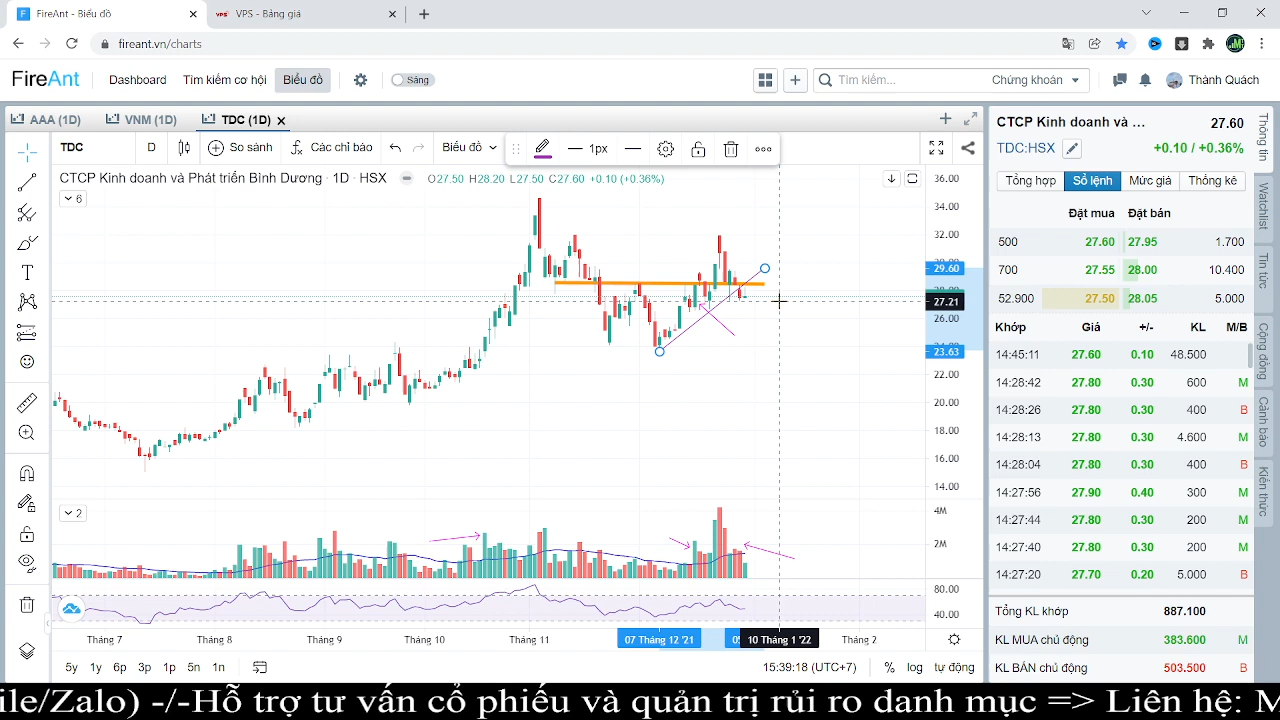 FireAnt - Biểu đồ
VPS - Bảng giá
fireant.vn/charts
FireAnt
Dashboard
Tìm kiếm cơ hội
Biểu đồ
Sáng
Tìm kiếm...
Chứng khoán
Thành Quách
AAA (1D)
VNM (1D)
TDC (1D)
TDC
D
So sánh
Các chỉ báo
Biểu đồ
1px
CTCP Kinh doanh và Phát triển Bình Dương · 1D · HSX
O27.50 H28.20 L27.50 C27.60 +0.10 (+0.36%)
6
36.00
34.00
32.00
29.60
27.21
26.00
23.63
22.00
20.00
18.00
16.00
14.00
2
4M
2M
80.00
40.00
Tháng 7
Tháng 8
Tháng 9
Tháng 10
Tháng 11
07 Tháng 12 '21
10 Tháng 1 '22
Tháng 2
5y
1y
6p
3p
1p
5n
1n
15:39:18 (UTC+7)
%
log
tự động
CTCP Kinh doanh và ...
27.60
TDC:HSX
+0.10 / +0.36%
Tổng hợp
Sổ lệnh
Mức giá
Thống kê
Đặt mua Đặt bán
900 27.60 27.95 1.700
700 27.55 28.00 10.400
52.900 27.50 28.05 5.000
Khớp Giá +/- KL M/B
14:45:11 27.60 0.10 48.500
14:28:42 27.80 0.30 600 M
14:28:26 27.80 0.30 400 B
14:28:13 27.80 0.30 4.600 M
14:28:04 27.80 0.30 400 B
14:27:56 27.90 0.40 300 M
14:27:44 27.80 0.30 200 M
14:27:40 27.80 0.30 200 M
14:27:20 27.70 0.20 5.000 B
Tổng KL khớp 887.100
KL MUA chủ động 383.600 M
KL BÁN chủ động 503.500 B
Thông tin
Watchlist
Tin tức
Cộng đồng
Cảnh báo
Kiến thức
ile/Zalo) -/-Hỗ trợ tư vấn cổ phiếu và quản trị rủi ro danh mục => Liên hệ: M